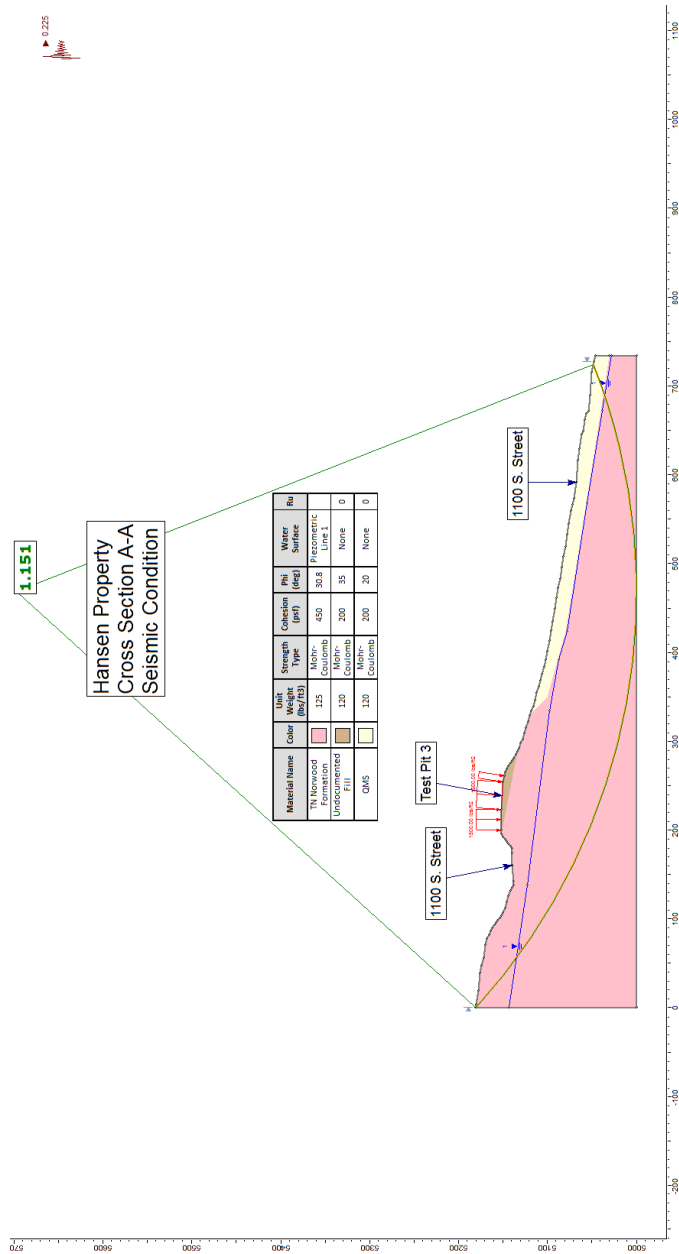 0.225
1.151
Hansen Property
Cross Section A-A
Seismic Condition
Material Name Color Unit Weight (lbs/ft3) Strength Type Cohesion (psf) Phi (deg) Water Surface Ru
TN Norwood Formation 125 Mohr-Coulomb 450 30.8 Piezometric Line 1
Undocumented Fill 120 Mohr-Coulomb 200 35 None 0
QMS 120 Mohr-Coulomb 200 20 None 0
1100 S. Street
Test Pit 3
1100 S. Street
1500.00 lbs/ft2
5500
5400
5300
5200
5100
5000
-200 -100 0 100 200 300 400 500 600 700 800 900 1000 1100